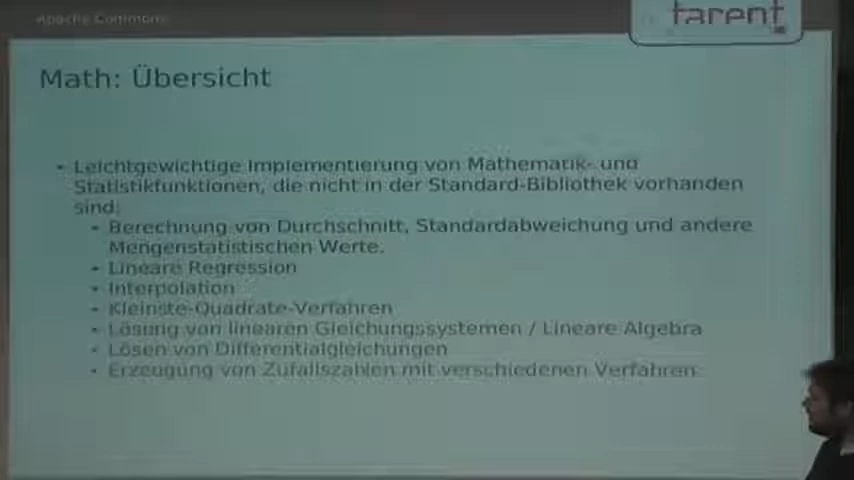 Apache Commons
tarent
Math: Übersicht
• Leichtgewichtige Implementierung von Mathematik- und
Statistikfunktionen, die nicht in der Standard-Bibliothek vorhanden
sind:
• Berechnung von Durchschnitt, Standardabweichung und andere
Mengenstatistischen Werte.
• Lineare Regression
• Interpolation
• Kleinste-Quadrate-Verfahren
• Lösung von linearen Gleichungssystemen / Lineare Algebra
• Lösen von Differentialgleichungen
• Erzeugung von Zufallszahlen mit verschiedenen Verfahren